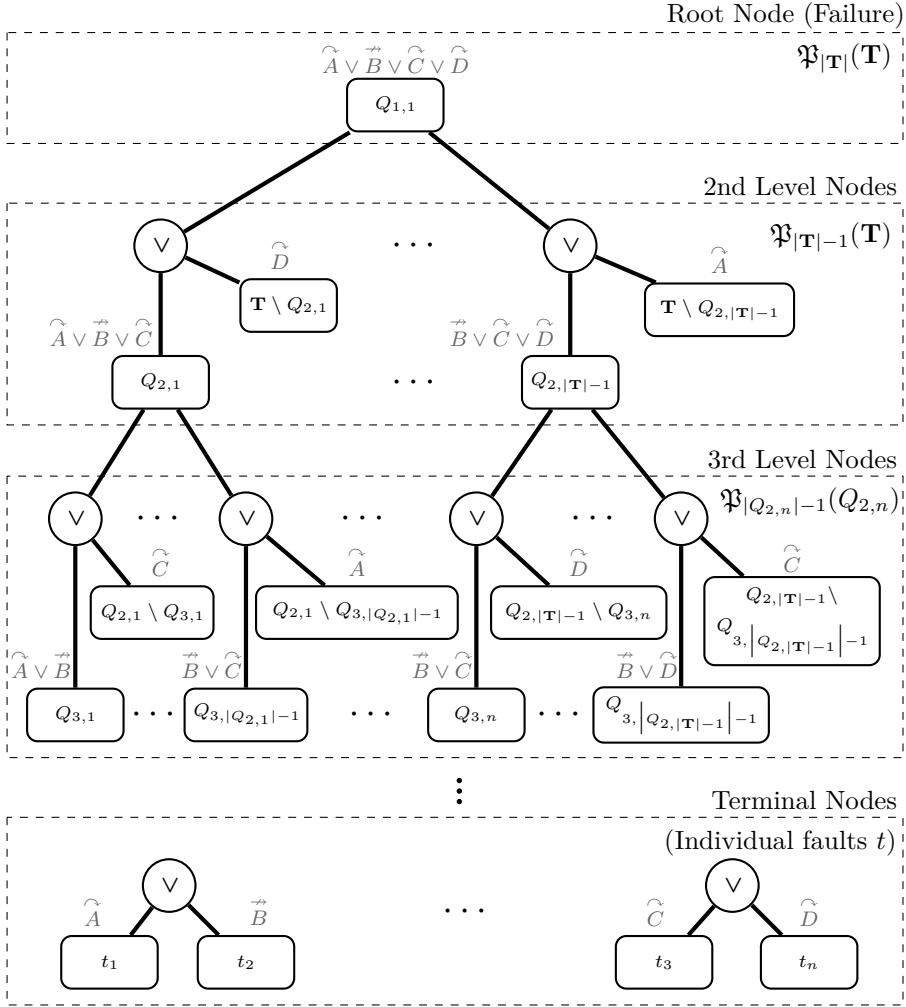 Root Node (Failure)
𝔓|T|(T)
A ∨ B ∨ C ∨ D
Q1,1
2nd Level Nodes
𝔓|T|−1(T)
∨ · · · ∨
D A
T \ Q2,1 T \ Q2,|T|−1
A ∨ B ∨ C B ∨ C ∨ D
Q2,1 · · · Q2,|T|−1
3rd Level Nodes
𝔓|Q2,n|−1(Q2,n)
∨ · · · ∨ · · · ∨ · · · ∨
C A D C
Q2,1 \ Q3,1 Q2,1 \ Q3,|Q2,1|−1 Q2,|T|−1 \ Q3,n Q2,|T|−1 \
Q3,|Q2,|T|−1|−1
A ∨ B B ∨ C B ∨ C B ∨ D
Q3,1 · · · Q3,|Q2,1|−1 · · · Q3,n · · · Q3,|Q2,|T|−1|−1
⋮
Terminal Nodes
(Individual faults t)
∨ · · · ∨
A B C D
t1 t2 t3 tn